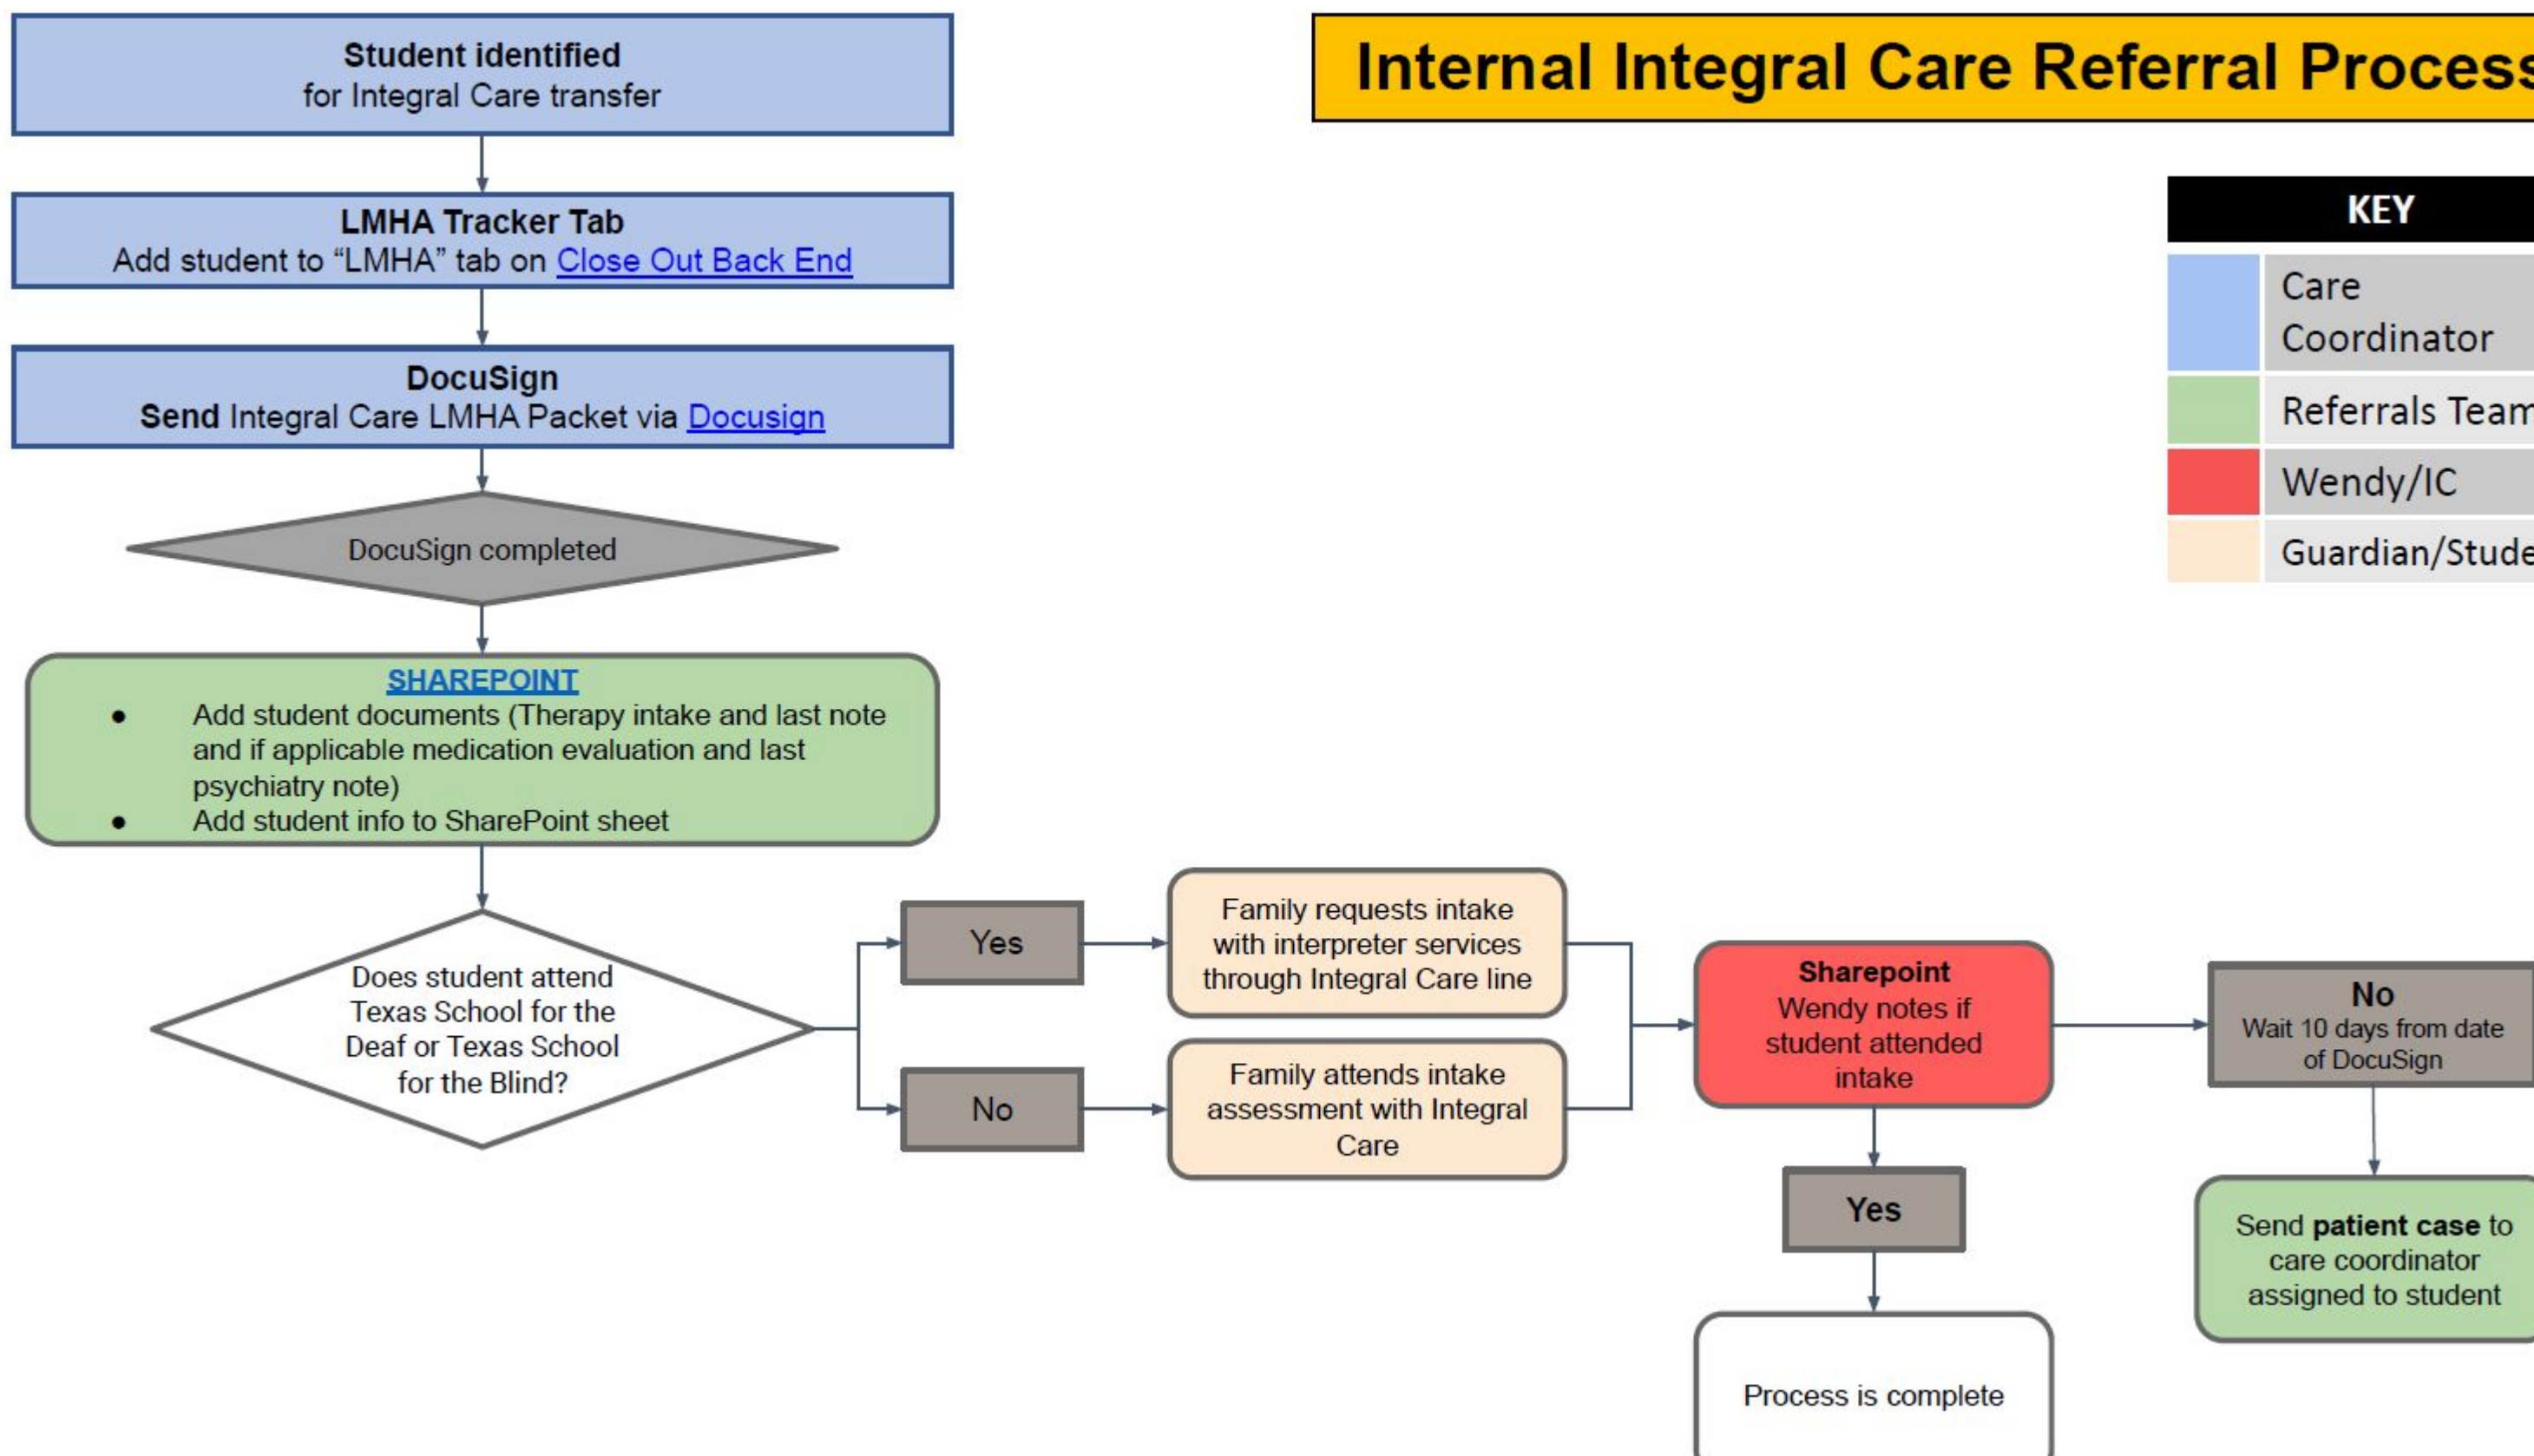 Student identified
for Integral Care transfer
Internal Integral Care Referral Process
LMHA Tracker Tab
Add student to “LMHA” tab on Close Out Back End
DocuSign
Send Integral Care LMHA Packet via Docusign
KEY
Care
Coordinator
Referrals Team
Wendy/IC
Guardian/Stude
DocuSign completed
SHAREPOINT
● Add student documents (Therapy intake and last note
and if applicable medication evaluation and last
psychiatry note)
● Add student info to SharePoint sheet
Does student attend
Texas School for the
Deaf or Texas School
for the Blind?
Yes
Family requests intake
with interpreter services
through Integral Care line
No
Family attends intake
assessment with Integral
Care
Sharepoint
Wendy notes if
student attended
intake
No
Wait 10 days from date
of DocuSign
Yes
Send patient case to
care coordinator
assigned to student
Process is complete